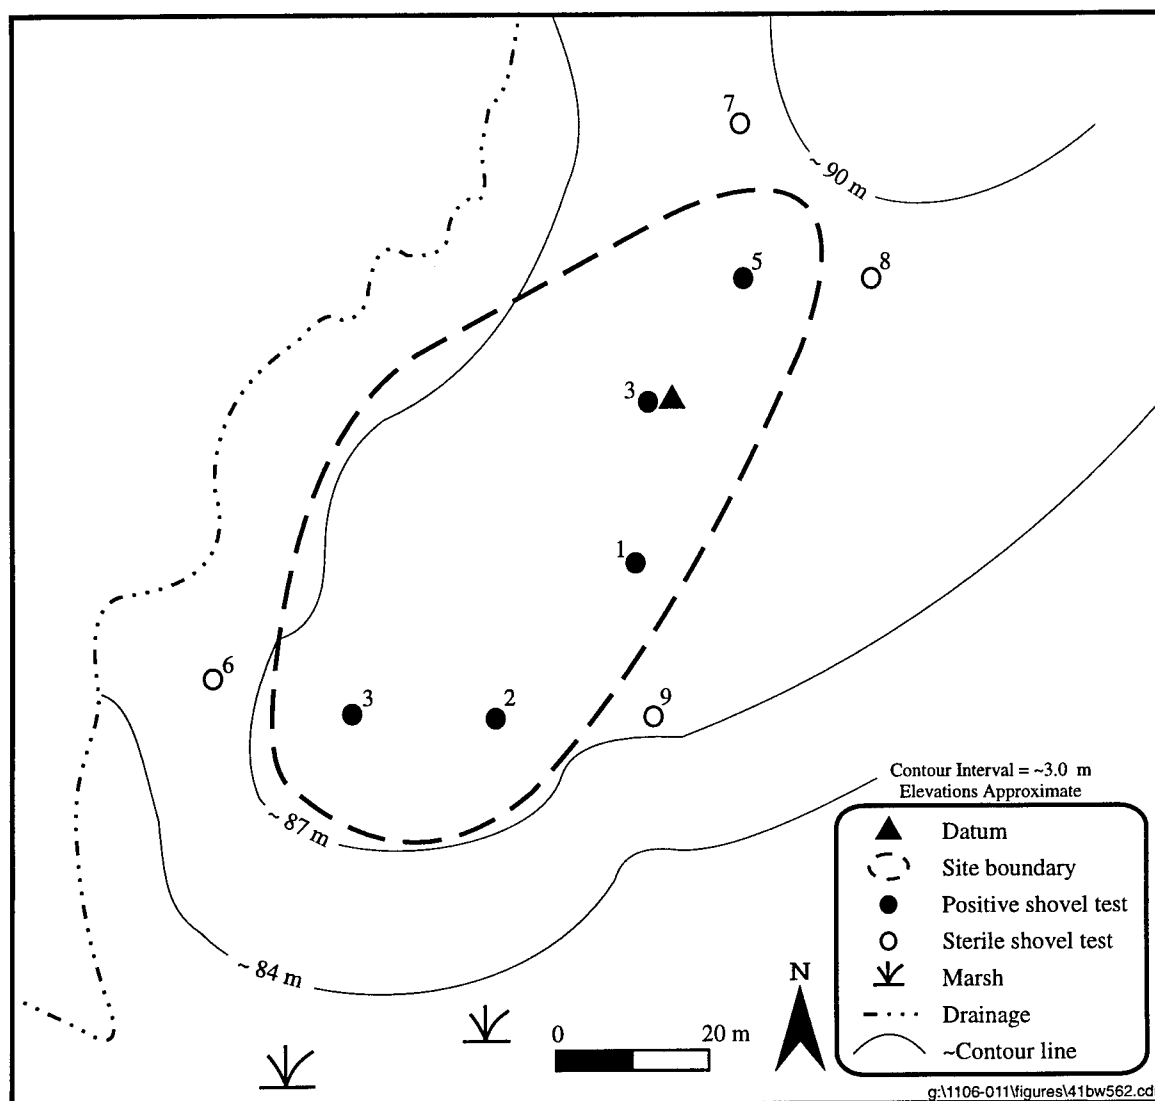 7
~ 90 m
5
8
3
1
6
3
2
9
~ 87 m
~ 84 m
Contour Interval = ~3.0 m
Elevations Approximate
Datum
Site boundary
Positive shovel test
Sterile shovel test
Marsh
Drainage
~Contour line
N
0 20 m
g:\1106-011\figures\41bw562.cd